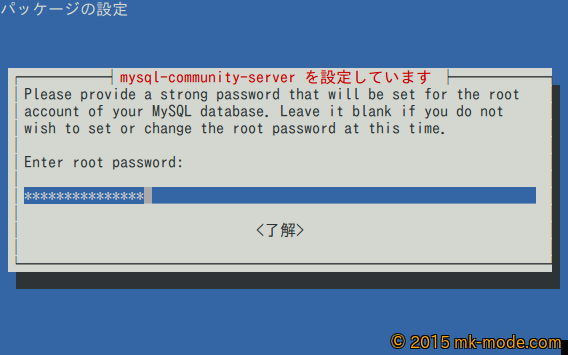 パッケージの設定
mysql-community-server を設定しています
Please provide a strong password that will be set for the root
account of your MySQL database. Leave it blank if you do not
wish to set or change the root password at this time.
Enter root password:
***************
<了解>
© 2015 mk-mode.com